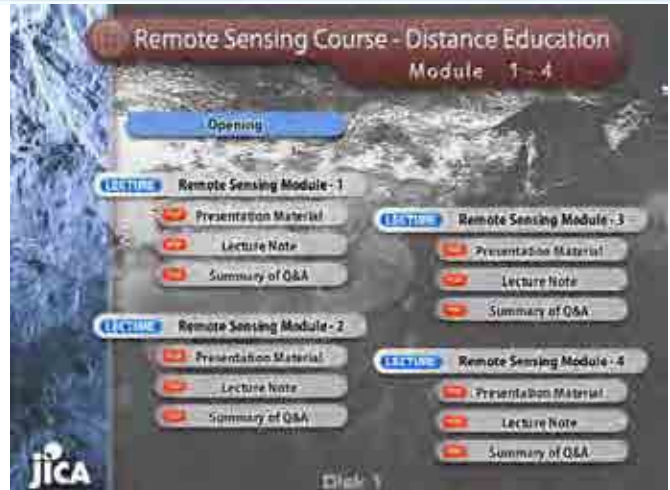 Remote Sensing Course - Distance Education
Module 1 - 4
Opening
LECTURE Remote Sensing Module - 1
Presentation Material
Lecture Note
Summary of Q&A
LECTURE Remote Sensing Module - 2
Presentation Material
Lecture Note
Summary of Q&A
LECTURE Remote Sensing Module - 3
Presentation Material
Lecture Note
Summary of Q&A
LECTURE Remote Sensing Module - 4
Presentation Material
Lecture Note
Summary of Q&A
jICA
Disk 1